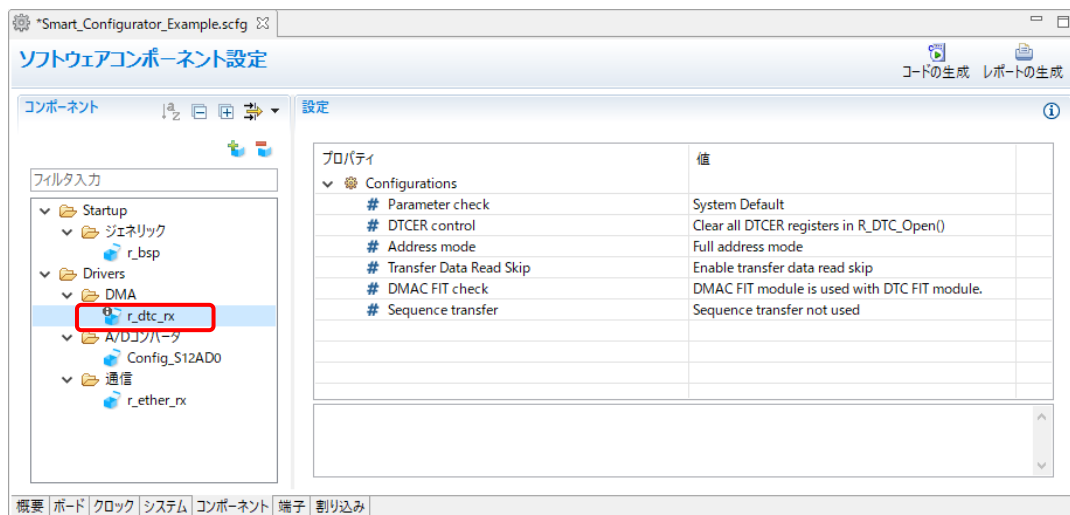 *Smart_Configurator_Example.scfg
ソフトウェアコンポーネント設定
コードの生成 レポートの生成
コンポーネント
設定
フィルタ入力
Startup
ジェネリック
r_bsp
Drivers
DMA
r_dtc_rx
A/Dコンバータ
Config_S12AD0
通信
r_ether_rx
プロパティ 値
Configurations
# Parameter check System Default
# DTCER control Clear all DTCER registers in R_DTC_Open()
# Address mode Full address mode
# Transfer Data Read Skip Enable transfer data read skip
# DMAC FIT check DMAC FIT module is used with DTC FIT module.
# Sequence transfer Sequence transfer not used
概要 ボード クロック システム コンポーネント 端子 割り込み